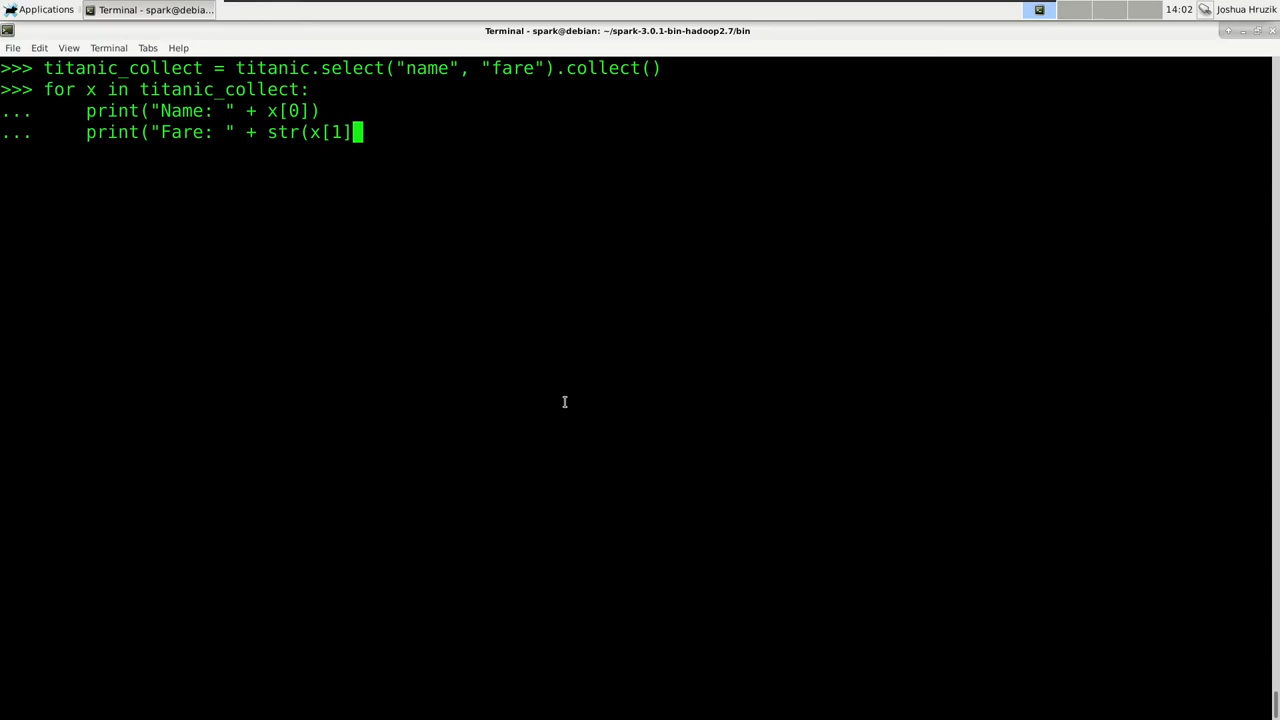 Applications
Terminal - spark@debia...
14:02
Joshua Hruzik
Terminal - spark@debian: ~/spark-3.0.1-bin-hadoop2.7/bin
File Edit View Terminal Tabs Help
>>> titanic_collect = titanic.select("name", "fare").collect()
>>> for x in titanic_collect:
...     print("Name: " + x[0])
...     print("Fare: " + str(x[1]